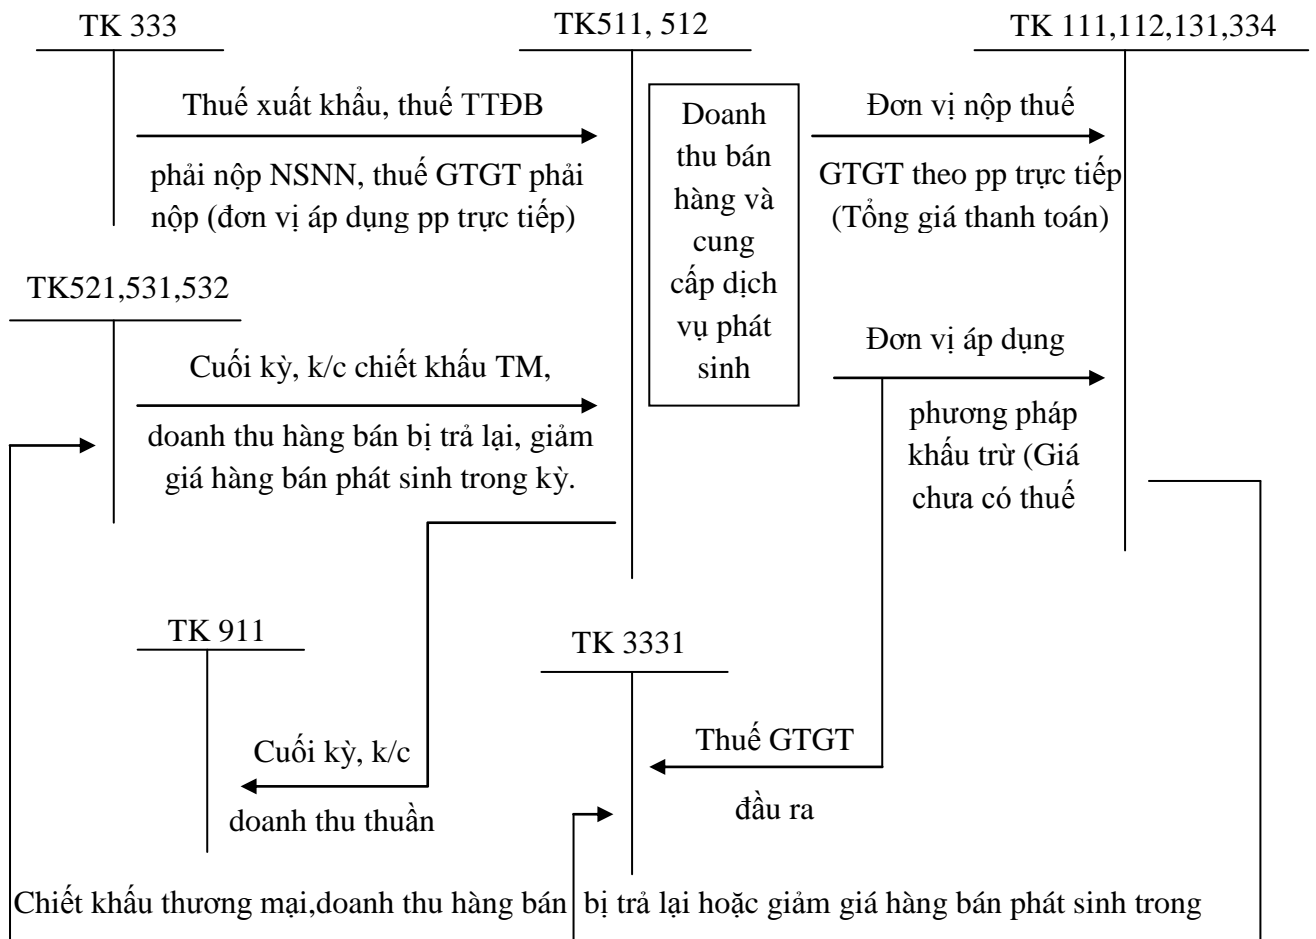 TK 333
TK511, 512
TK 111,112,131,334
Thuế xuất khẩu, thuế TTĐB
phải nộp NSNN, thuế GTGT phải
nộp (đơn vị áp dụng pp trực tiếp)
Doanh
thu bán
hàng và
cung
cấp dịch
vụ phát
sinh
Đơn vị nộp thuế
GTGT theo pp trực tiếp
(Tổng giá thanh toán)
TK521,531,532
Cuối kỳ, k/c chiết khấu TM,
doanh thu hàng bán bị trả lại, giảm
giá hàng bán phát sinh trong kỳ.
Đơn vị áp dụng
phương pháp
khấu trừ (Giá
chưa có thuế
TK 911
TK 3331
Cuối kỳ, k/c
doanh thu thuần
Thuế GTGT
đầu ra
Chiết khấu thương mại,doanh thu hàng bán bị trả lại hoặc giảm giá hàng bán phát sinh trong